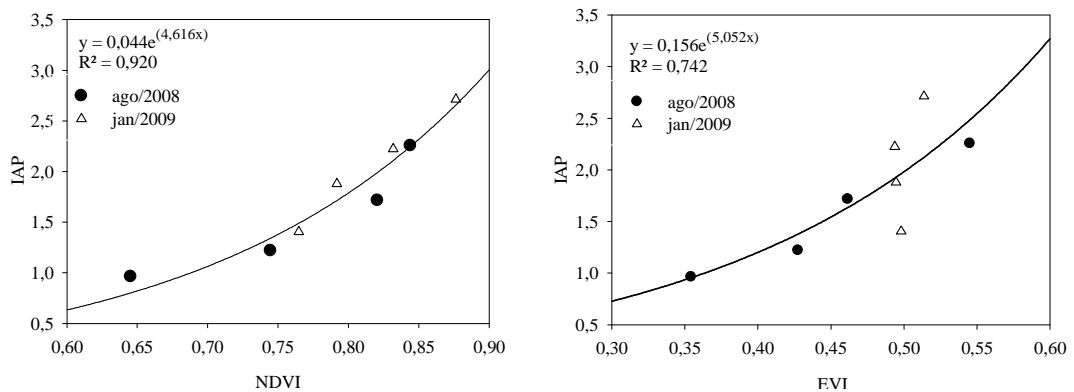 3,5
3,0
2,5
2,0
1,5
1,0
0,5
IAP
y = 0,044e(4,616x)
R² = 0,920
ago/2008
jan/2009
0,60 0,65 0,70 0,75 0,80 0,85 0,90
NDVI
3,5
3,0
2,5
2,0
1,5
1,0
0,5
IAP
y = 0,156e(5,052x)
R² = 0,742
ago/2008
jan/2009
0,30 0,35 0,40 0,45 0,50 0,55 0,60
EVI